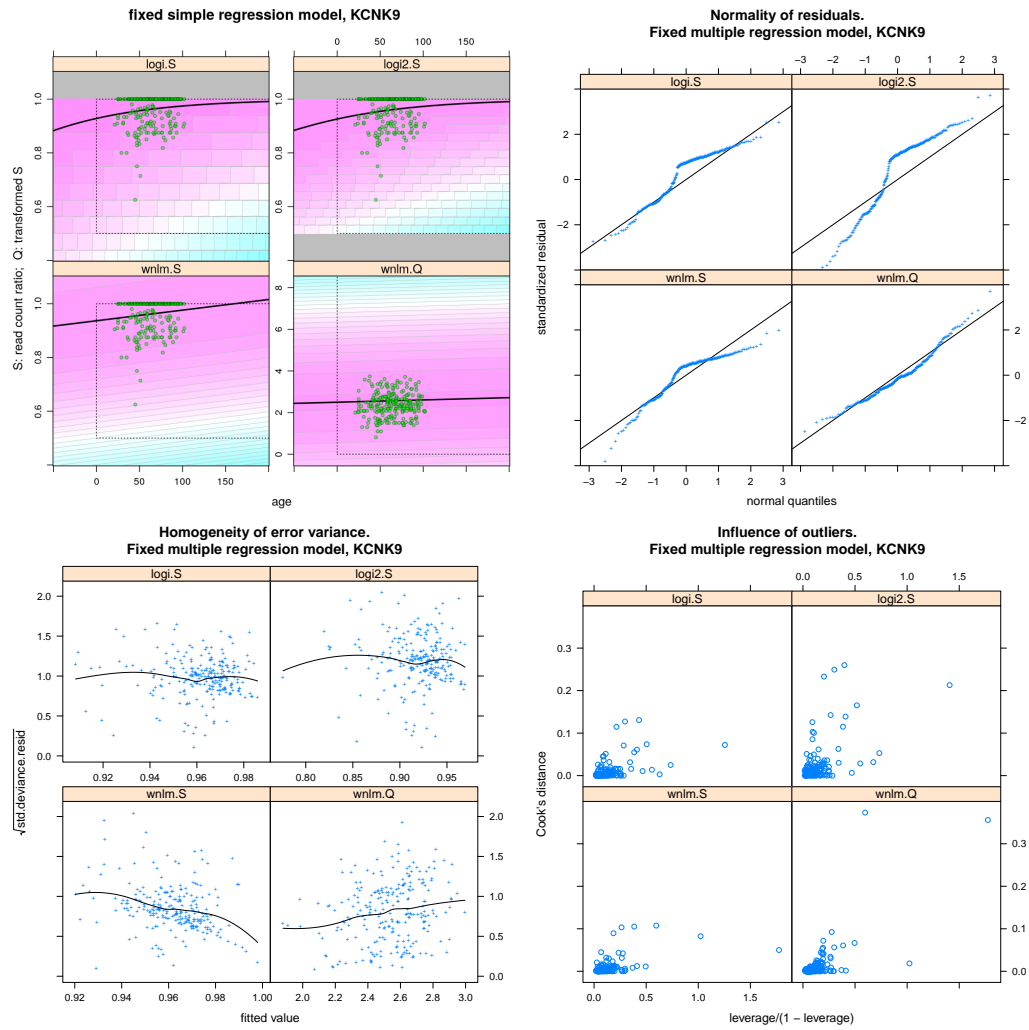 fixed simple regression model, KCNK9
0 50 100 150
logi.S
logi2.S
1.0
0.8
0.6
wnlm.S
wnlm.Q
1.0
0.8
0.6
8
6
4
2
0
0 50 100 150
S: read count ratio; Q: transformed S
age
Normality of residuals.
Fixed multiple regression model, KCNK9
−3 −2 −1 0 1 2 3
logi.S
logi2.S
2
0
−2
wnlm.S
wnlm.Q
2
0
−2
−3 −2 −1 0 1 2 3
standardized residual
normal quantiles
Homogeneity of error variance.
Fixed multiple regression model, KCNK9
logi.S
logi2.S
2.0
1.5
1.0
0.5
0.0
0.92 0.94 0.96 0.98
0.80 0.85 0.90 0.95
wnlm.S
wnlm.Q
2.0
1.5
1.0
0.5
0.0
0.92 0.94 0.96 0.98 1.00
2.0 2.2 2.4 2.6 2.8 3.0
√std.deviance.resid
fitted value
Influence of outliers.
Fixed multiple regression model, KCNK9
0.0 0.5 1.0 1.5
logi.S
logi2.S
0.3
0.2
0.1
0.0
wnlm.S
wnlm.Q
0.3
0.2
0.1
0.0
0.0 0.5 1.0 1.5
Cook's distance
leverage/(1 − leverage)